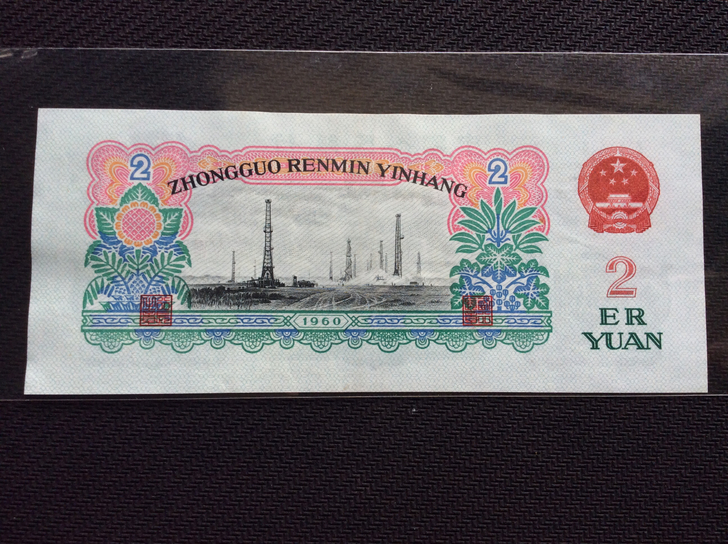 2
2
ZHONGGUO RENMIN YINHANG
1960
2
ER
YUAN